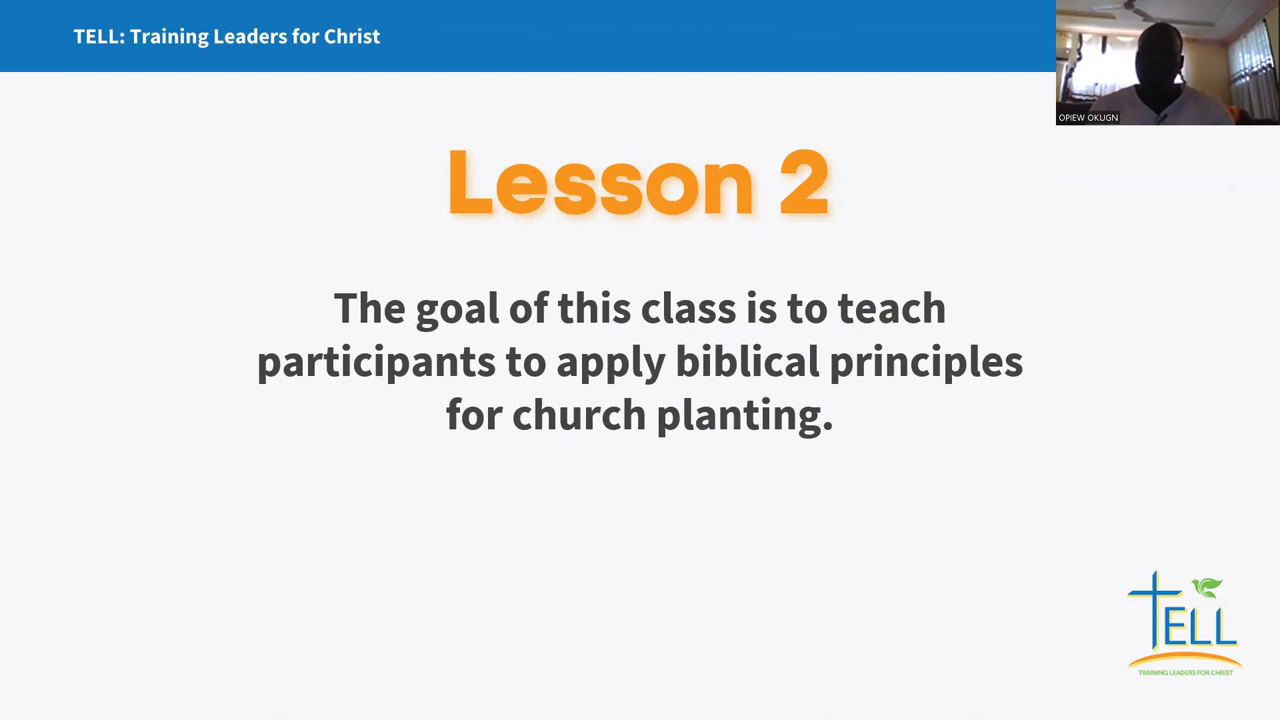 TELL: Training Leaders for Christ
OPIEW OKUGN
Lesson 2
The goal of this class is to teach
participants to apply biblical principles
for church planting.
TELL
TRAINING LEADERS FOR CHRIST